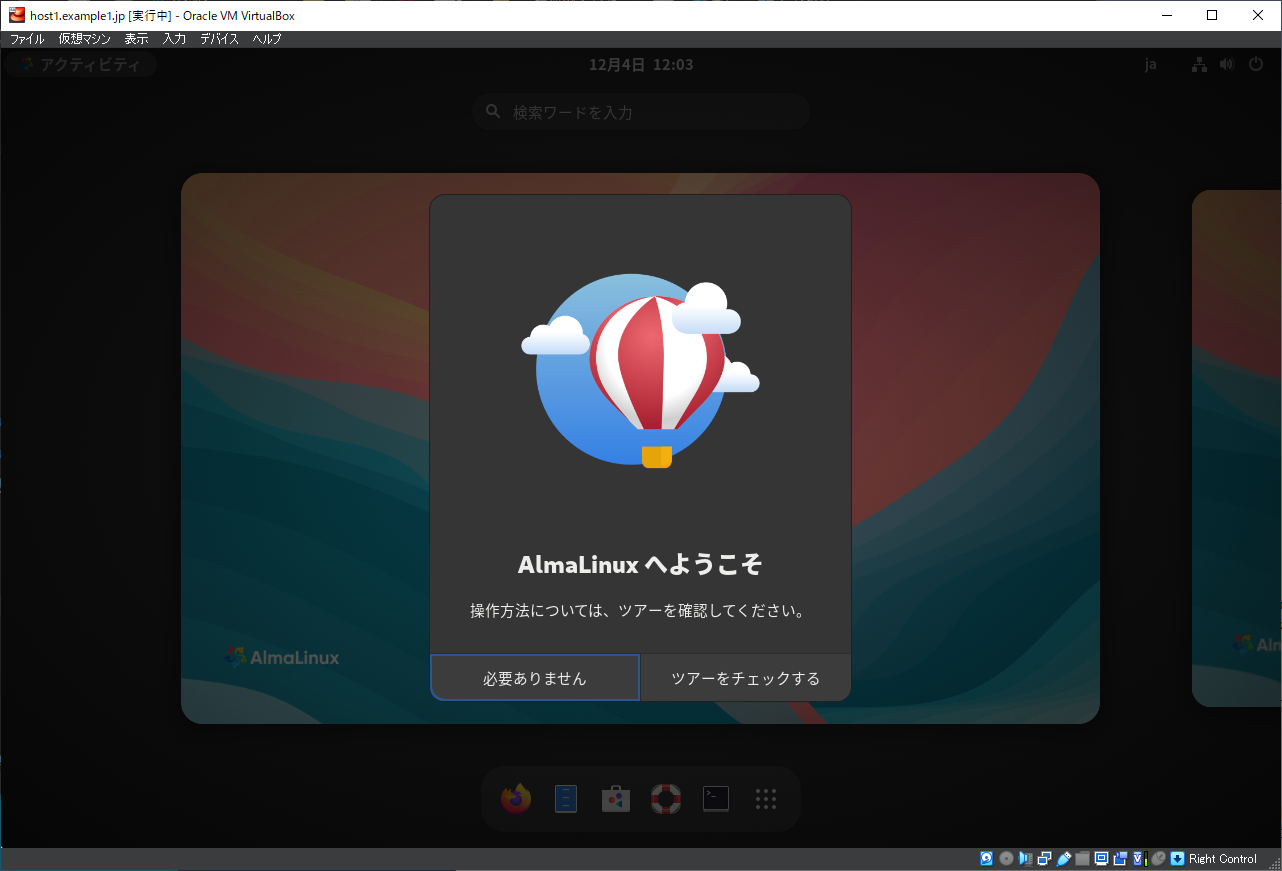 host1.example1.jp [実行中] - Oracle VM VirtualBox
ファイル 仮想マシン 表示 入力 デバイス ヘルプ
アクティビティ 12月4日 12:03 ja
検索ワードを入力
AlmaLinux へようこそ
操作方法については、ツアーを確認してください。
AlmaLinux
必要ありません ツアーをチェックする
Right Control